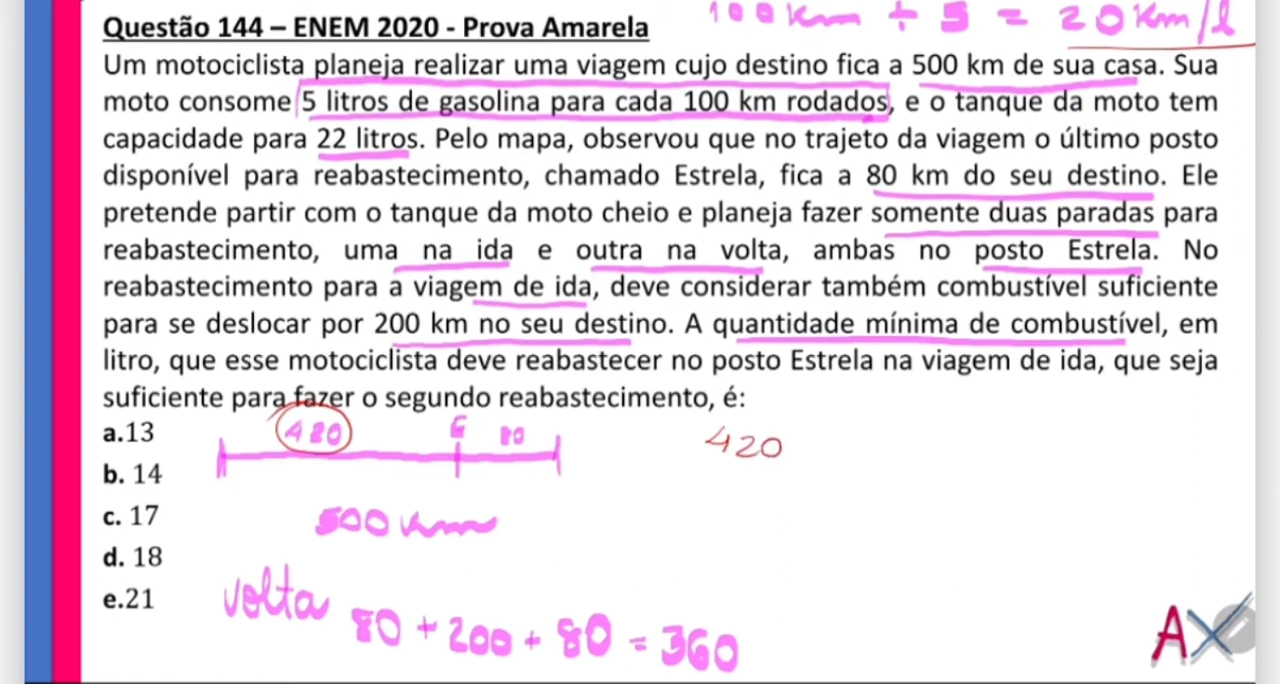 100 Km ÷ 5 = 20 Km/l
Questão 144 – ENEM 2020 - Prova Amarela
Um motociclista planeja realizar uma viagem cujo destino fica a 500 km de sua casa. Sua
moto consome 5 litros de gasolina para cada 100 km rodados, e o tanque da moto tem
capacidade para 22 litros. Pelo mapa, observou que no trajeto da viagem o último posto
disponível para reabastecimento, chamado Estrela, fica a 80 km do seu destino. Ele
pretende partir com o tanque da moto cheio e planeja fazer somente duas paradas para
reabastecimento, uma na ida e outra na volta, ambas no posto Estrela. No
reabastecimento para a viagem de ida, deve considerar também combustível suficiente
para se deslocar por 200 km no seu destino. A quantidade mínima de combustível, em
litro, que esse motociclista deve reabastecer no posto Estrela na viagem de ida, que seja
suficiente para fazer o segundo reabastecimento, é:
a.13
420 E 80
420
b. 14
c. 17
500 Km
d. 18
e.21
volta 80 + 200 + 80 = 360
AX